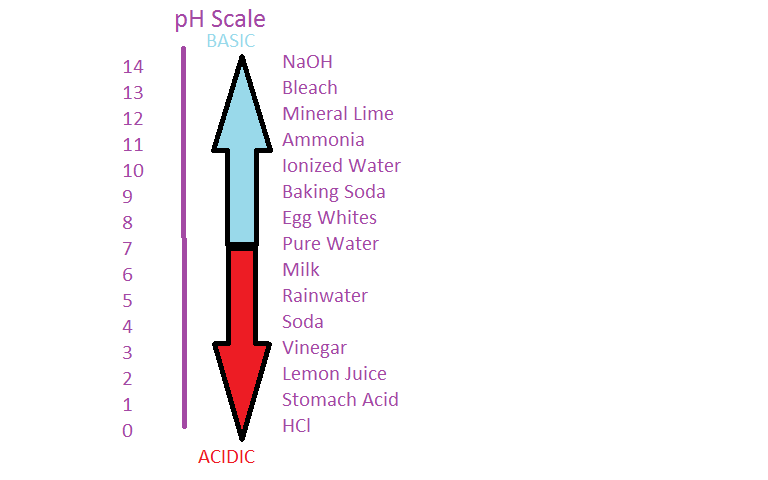 pH Scale
BASIC
14 NaOH
13 Bleach
12 Mineral Lime
11 Ammonia
10 Ionized Water
9 Baking Soda
8 Egg Whites
7 Pure Water
6 Milk
5 Rainwater
4 Soda
3 Vinegar
2 Lemon Juice
1 Stomach Acid
0 HCl
ACIDIC